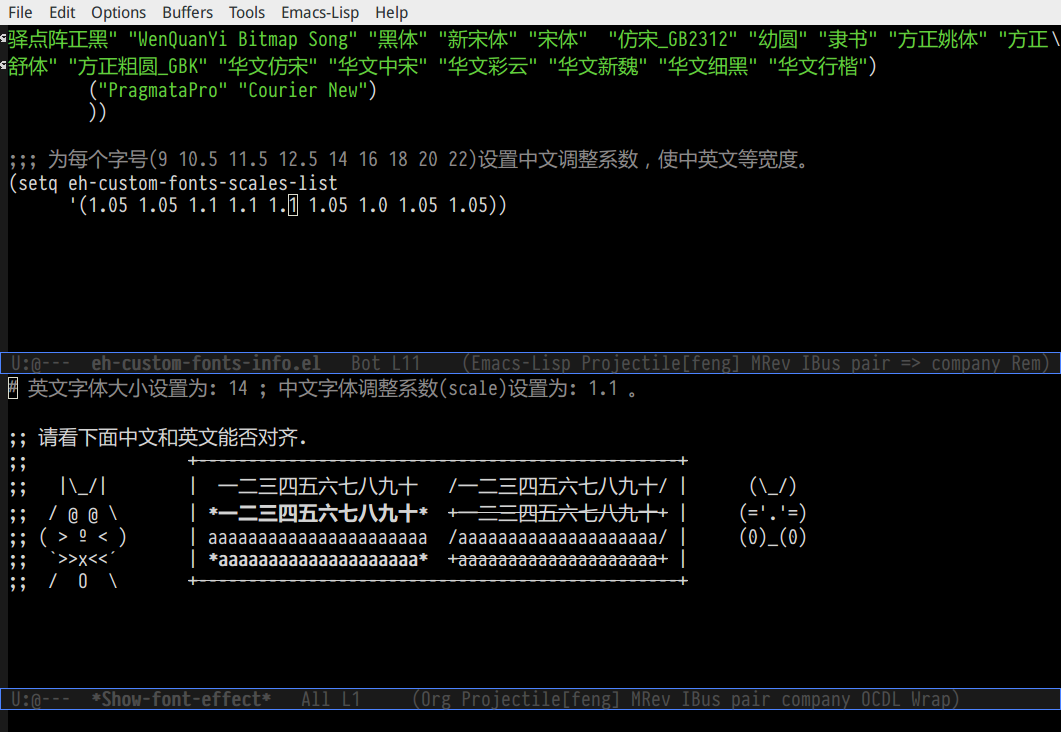 File Edit Options Buffers Tools Emacs-Lisp Help
驿点阵正黑" "WenQuanYi Bitmap Song" "黑体" "新宋体" "宋体"  "仿宋_GB2312" "幼圆" "隶书" "方正姚体" "方正\
舒体" "方正粗圆_GBK" "华文仿宋" "华文中宋" "华文彩云" "华文新魏" "华文细黑" "华文行楷")
        ("PragmataPro" "Courier New")
        ))
;;; 为每个字号(9 10.5 11.5 12.5 14 16 18 20 22)设置中文调整系数，使中英文等宽度。
(setq eh-custom-fonts-scales-list
      '(1.05 1.05 1.1 1.1 1.1 1.05 1.0 1.05 1.05))
U:@---  eh-custom-fonts-info.el   Bot L11    (Emacs-Lisp Projectile[feng] MRev IBus pair => company Rem)
# 英文字体大小设置为: 14 ; 中文字体调整系数(scale)设置为: 1.1 。
;; 请看下面中文和英文能否对齐.
;;                +------------------------------------------------+
;;   |\_/|        |  一二三四五六七八九十   /一二三四五六七八九十/ |      (\_/)
;;  / @ @ \       | *一二三四五六七八九十*  +一二三四五六七八九十+ |     (='.'=)
;; ( > º < )      | aaaaaaaaaaaaaaaaaaaaaa  /aaaaaaaaaaaaaaaaaaaa/ |     (0)_(0)
;;  `>>x<<´       | *aaaaaaaaaaaaaaaaaaaa*  +aaaaaaaaaaaaaaaaaaaa+ |
;;  /  O  \       +------------------------------------------------+
U:@---  *Show-font-effect*   All L1     (Org Projectile[feng] MRev IBus pair company OCDL Wrap)